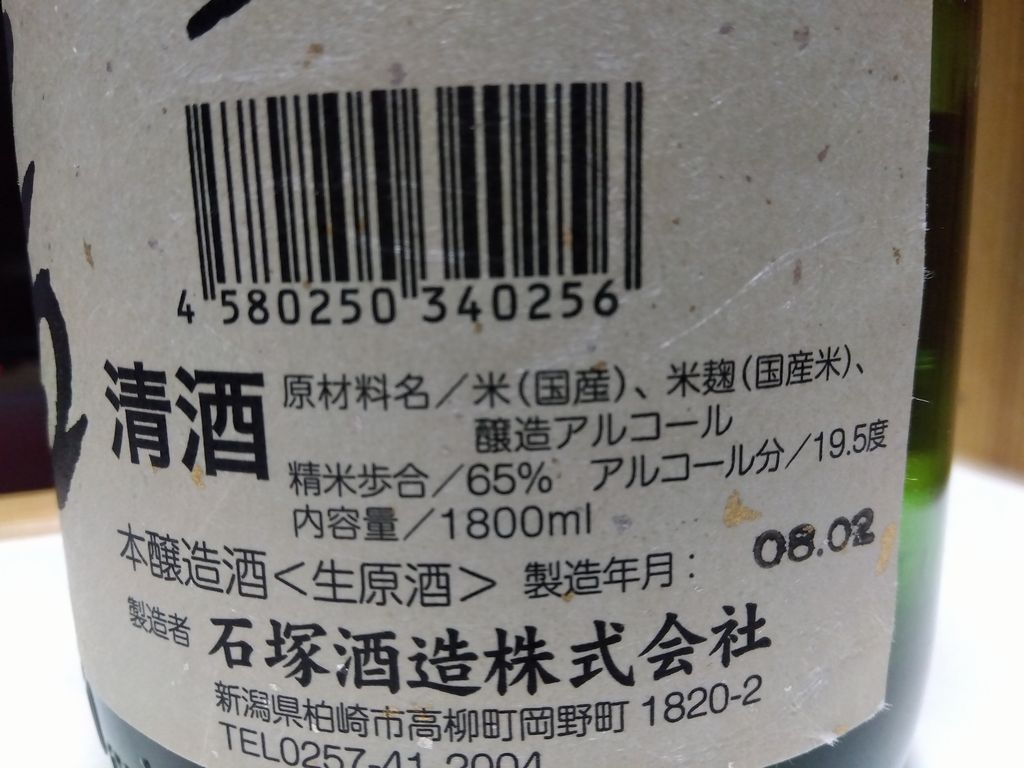 4 580250 340256
清酒
原材料名／米(国産)、米麹(国産米)、
醸造アルコール
精米歩合／65% アルコール分／19.5度
内容量／1800ml
本醸造酒＜生原酒＞ 製造年月： 08.02
製造者 石塚酒造株式会社
新潟県柏崎市高柳町岡野町 1820-2
TEL0257-41-2004